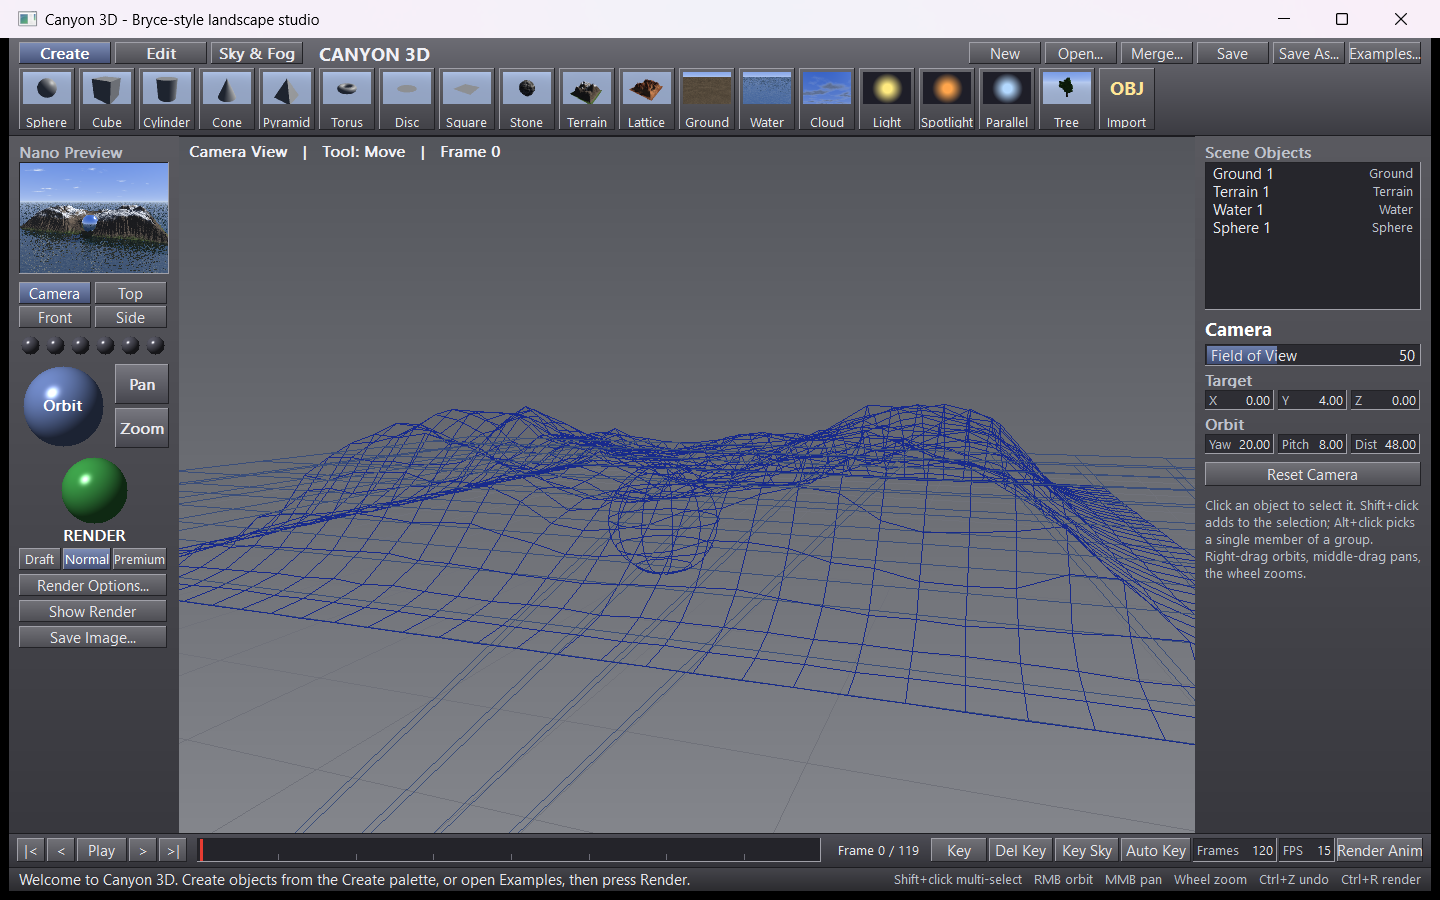 Canyon 3D - Bryce-style landscape studio
Create Edit Sky & Fog CANYON 3D New Open... Merge... Save Save As... Examples...
OBJ
Sphere Cube Cylinder Cone Pyramid Torus Disc Square Stone Terrain Lattice Ground Water Cloud Light Spotlight Parallel Tree Import
Nano Preview
Camera Top
Front Side
Orbit
Pan
Zoom
RENDER
Draft Normal Premium
Render Options...
Show Render
Save Image...
Camera View | Tool: Move | Frame 0
Scene Objects
Ground 1 Ground
Terrain 1 Terrain
Water 1 Water
Sphere 1 Sphere
Camera
Field of View 50
Target
X 0.00 Y 4.00 Z 0.00
Orbit
Yaw 20.00 Pitch 8.00 Dist 48.00
Reset Camera
Click an object to select it. Shift+click
adds to the selection; Alt+click picks
a single member of a group.
Right-drag orbits, middle-drag pans,
the wheel zooms.
|< < Play > >| Frame 0 / 119 Key Del Key Key Sky Auto Key Frames 120 FPS 15 Render Anim
Welcome to Canyon 3D. Create objects from the Create palette, or open Examples, then press Render. Shift+click multi-select RMB orbit MMB pan Wheel zoom Ctrl+Z undo Ctrl+R render